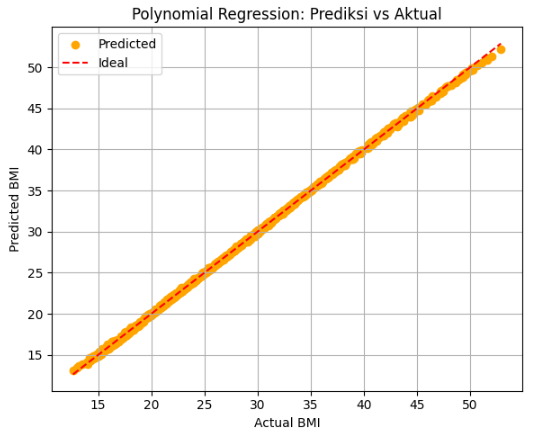 Polynomial Regression: Prediksi vs Aktual
Predicted
Ideal
50
45
40
35
30
25
20
15
Predicted BMI
15 20 25 30 35 40 45 50
Actual BMI